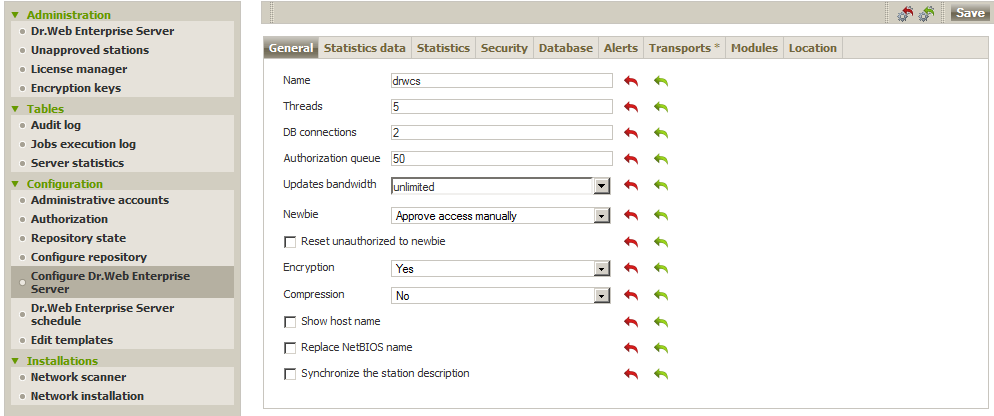 Administration
Dr.Web Enterprise Server
Unapproved stations
License manager
Encryption keys
Tables
Audit log
Jobs execution log
Server statistics
Configuration
Administrative accounts
Authorization
Repository state
Configure repository
Configure Dr.Web Enterprise
Server
Dr.Web Enterprise Server
schedule
Edit templates
Installations
Network scanner
Network installation
Save
General Statistics data Statistics Security Database Alerts Transports * Modules Location
Name drwcs
Threads 5
DB connections 2
Authorization queue 50
Updates bandwidth unlimited
Newbie Approve access manually
Reset unauthorized to newbie
Encryption Yes
Compression No
Show host name
Replace NetBIOS name
Synchronize the station description